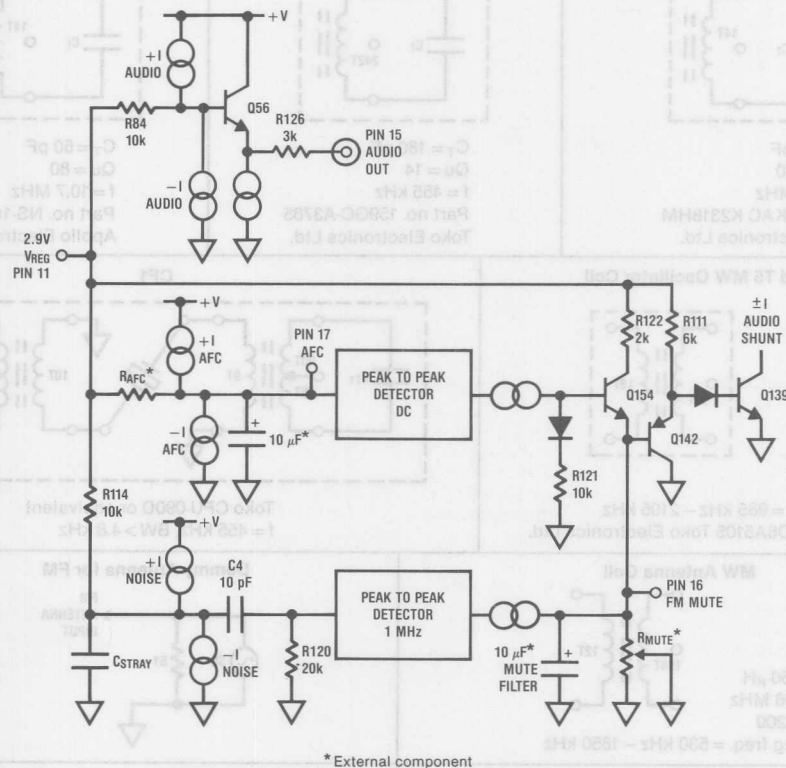 +V
+I
AUDIO
Q56
R84
10k
R126
3k
PIN 15
AUDIO
OUT
−I
AUDIO
2.9V
VREG
PIN 11
+V
+I
AFC
PIN 17
AFC
RAFC*
−I
AFC
10 μF*
PEAK TO PEAK
DETECTOR
DC
R122
2k
R111
6k
±I
AUDIO
SHUNT
Q154
Q139
Q142
R121
10k
R114
10k
+V
+I
NOISE
C4
10 pF
PEAK TO PEAK
DETECTOR
1 MHz
PIN 16
FM MUTE
CSTRAY
−I
NOISE
R120
20k
10 μF*
MUTE
FILTER
RMUTE*
*External component